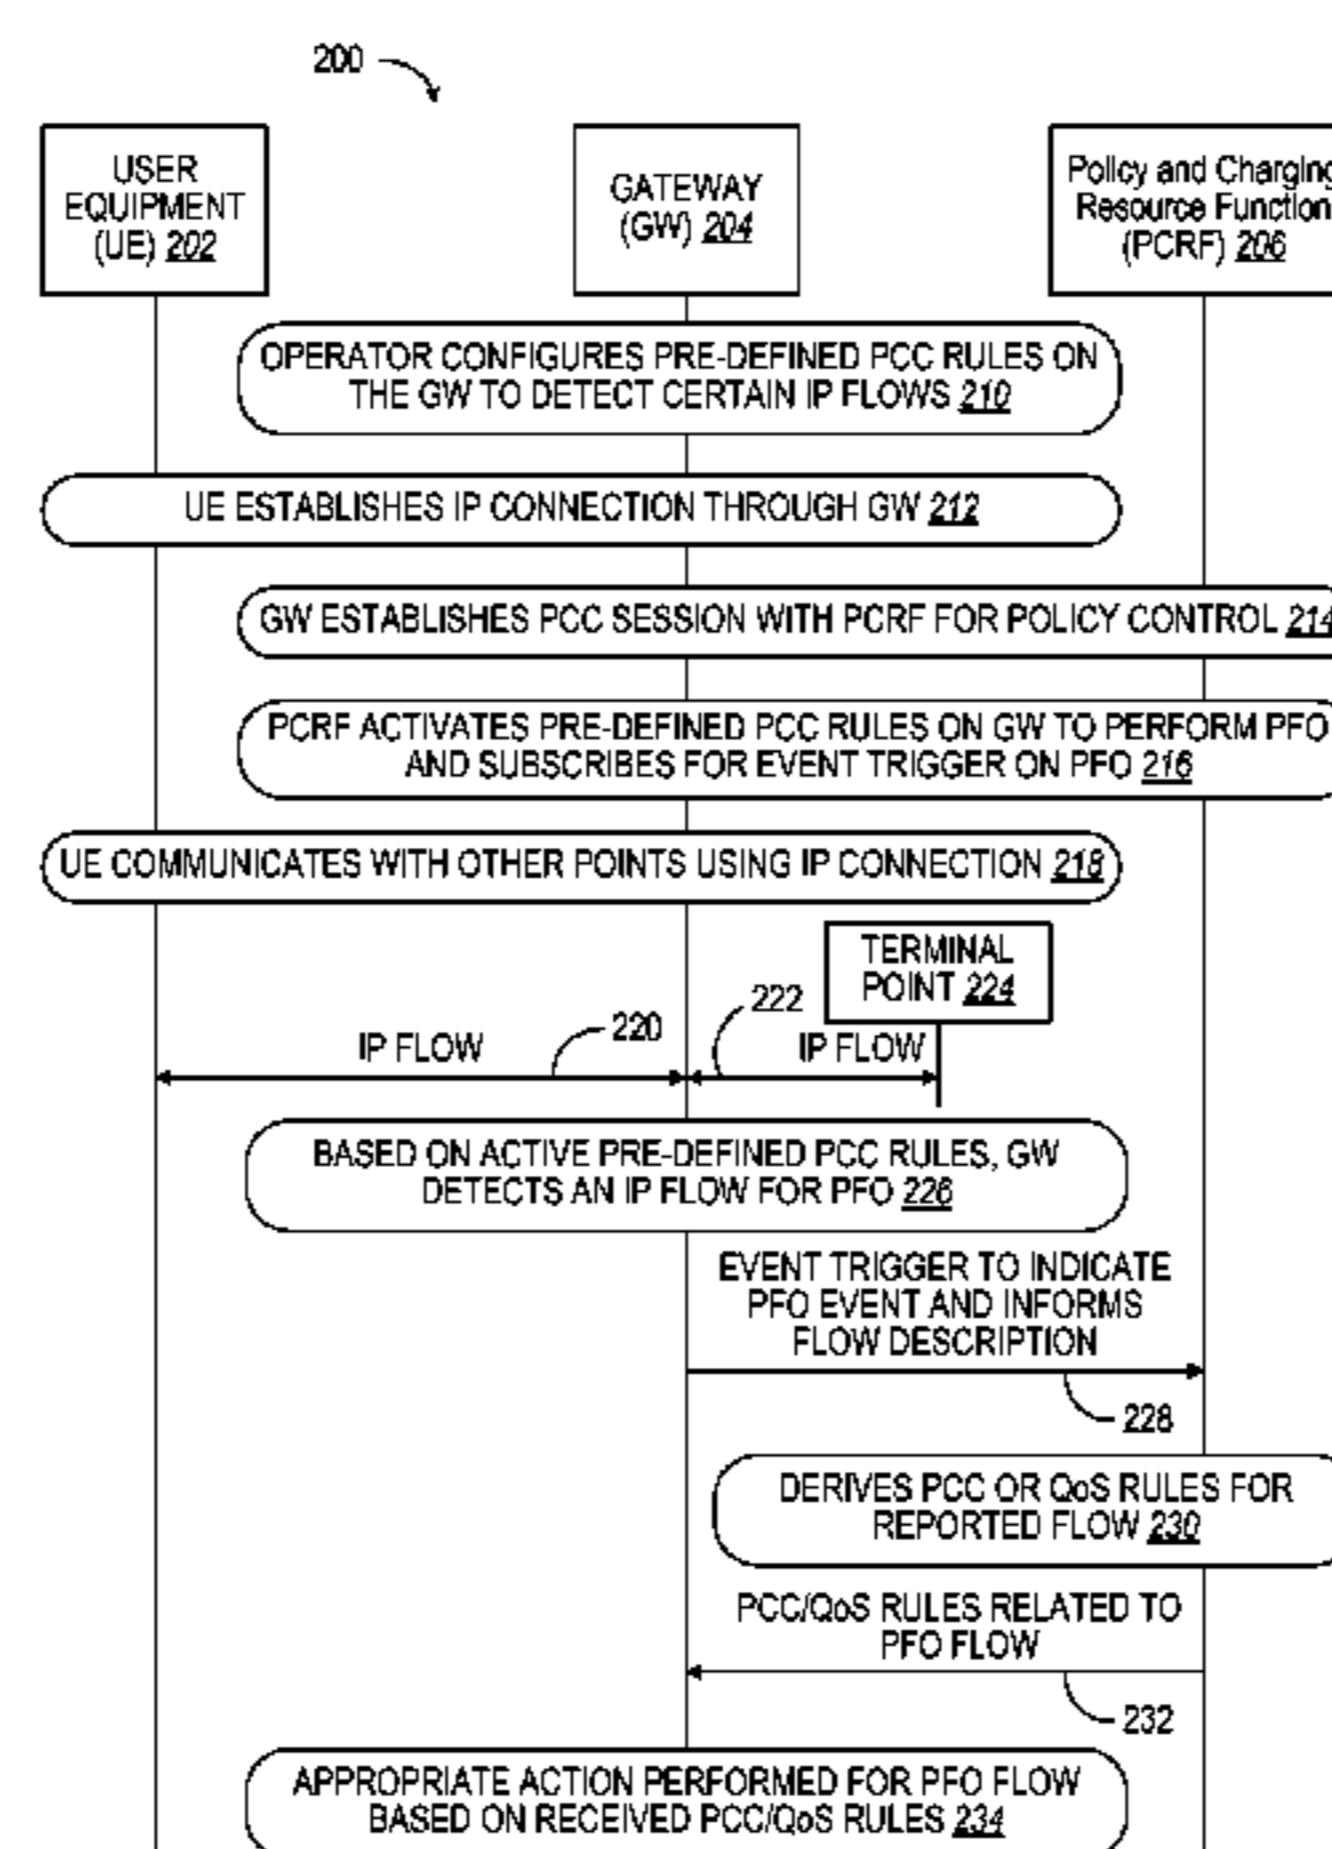 200
USER
EQUIPMENT
(UE) 202
GATEWAY
(GW) 204
Policy and Charging
Resource Function
(PCRF) 206
OPERATOR CONFIGURES PRE-DEFINED PCC RULES ON
THE GW TO DETECT CERTAIN IP FLOWS 210
UE ESTABLISHES IP CONNECTION THROUGH GW 212
GW ESTABLISHES PCC SESSION WITH PCRF FOR POLICY CONTROL 214
PCRF ACTIVATES PRE-DEFINED PCC RULES ON GW TO PERFORM PFO
AND SUBSCRIBES FOR EVENT TRIGGER ON PFO 216
UE COMMUNICATES WITH OTHER POINTS USING IP CONNECTION 218
TERMINAL
POINT 224
222
220
IP FLOW
IP FLOW
BASED ON ACTIVE PRE-DEFINED PCC RULES, GW
DETECTS AN IP FLOW FOR PFO 226
EVENT TRIGGER TO INDICATE
PFO EVENT AND INFORMS
FLOW DESCRIPTION
228
DERIVES PCC OR QoS RULES FOR
REPORTED FLOW 230
PCC/QoS RULES RELATED TO
PFO FLOW
232
APPROPRIATE ACTION PERFORMED FOR PFO FLOW
BASED ON RECEIVED PCC/QoS RULES 234